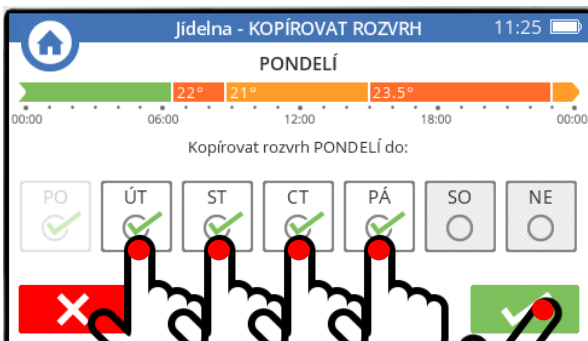 Jídelna - KOPÍROVAT ROZVRH 11:25
PONDELÍ
22° 21° 23.5°
00:00 06:00 12:00 18:00 00:00
Kopírovat rozvrh PONDELÍ do:
PO ÚT ST CT PÁ SO NE